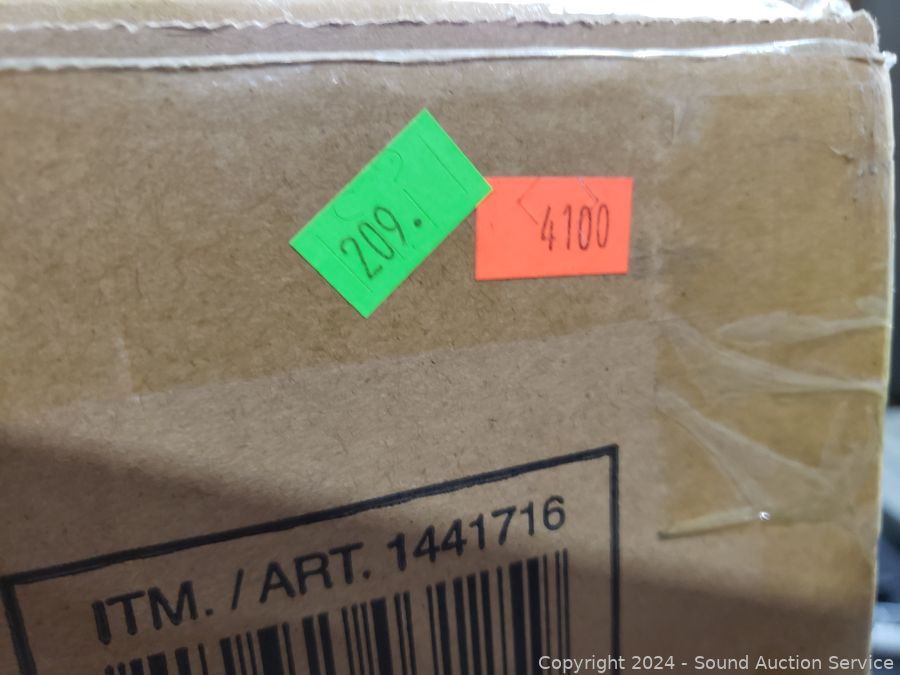 209.
4100
ITM. / ART. 1441716
Copyright 2024 - Sound Auction Service